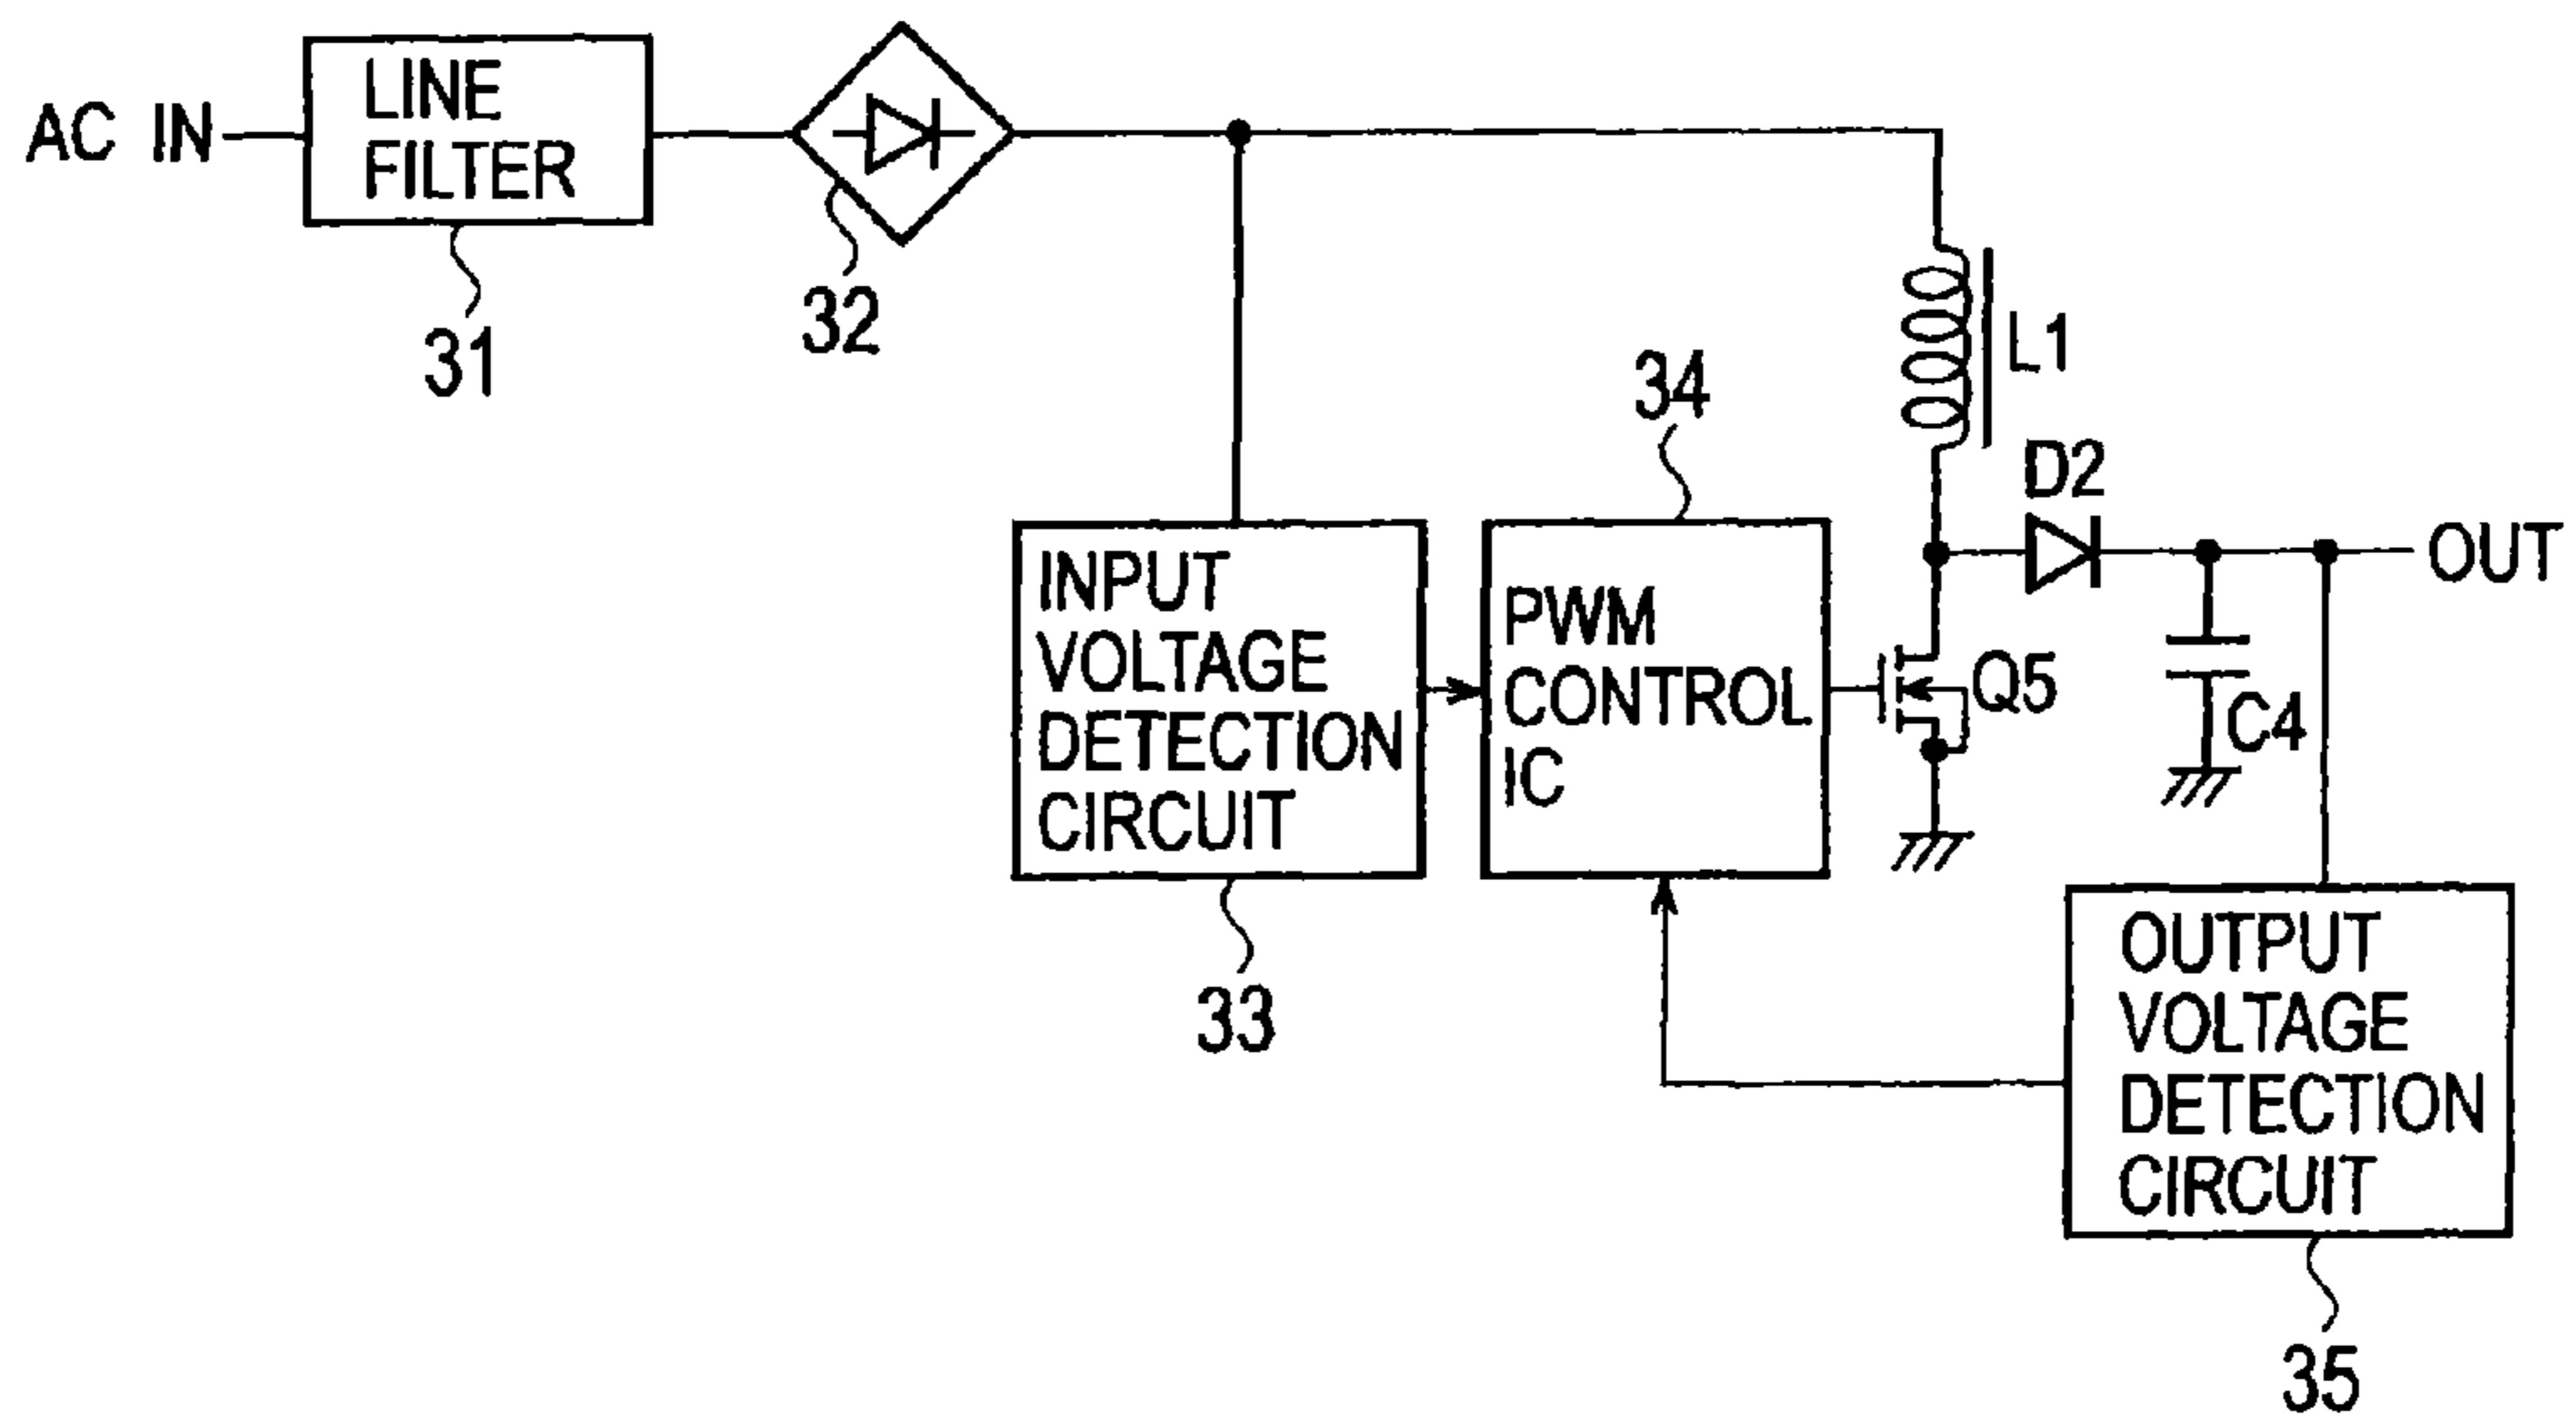 AC IN
LINE
FILTER
31
32
L1
34
D2
OUT
INPUT
VOLTAGE
DETECTION
CIRCUIT
33
PWM
CONTROL
IC
Q5
C4
OUTPUT
VOLTAGE
DETECTION
CIRCUIT
35